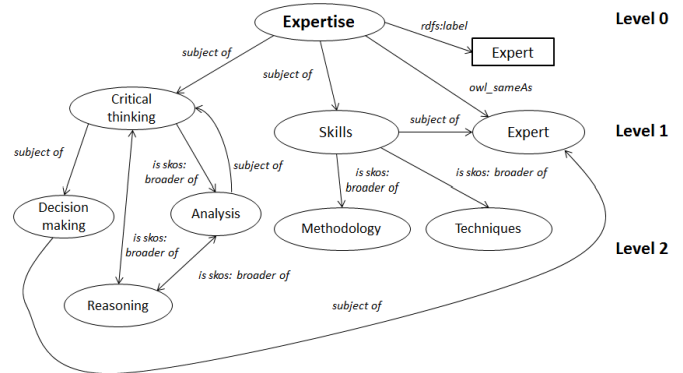 Expertise
rdfs:label
Level 0
Expert
subject of
subject of
owl_sameAs
Critical
thinking
Skills
subject of
Expert
Level 1
subject of
is skos:
broader of
subject of
is skos:
broader of
is skos: broader of
Decision
making
Analysis
Methodology
Techniques
is skos:
broader of
Level 2
is skos: broader of
Reasoning
subject of